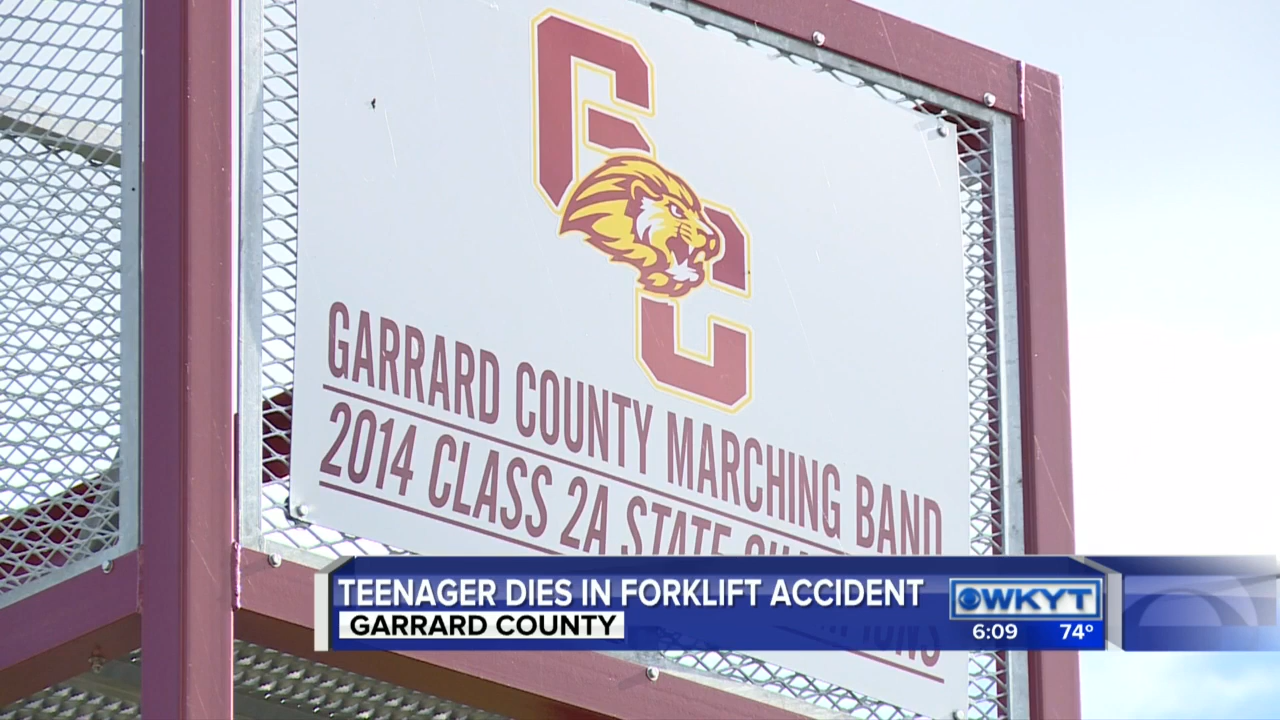 GC
GARRARD COUNTY MARCHING BAND
2014 CLASS 2A STATE
TEENAGER DIES IN FORKLIFT ACCIDENT
GARRARD COUNTY
WKYT
6:09 74°